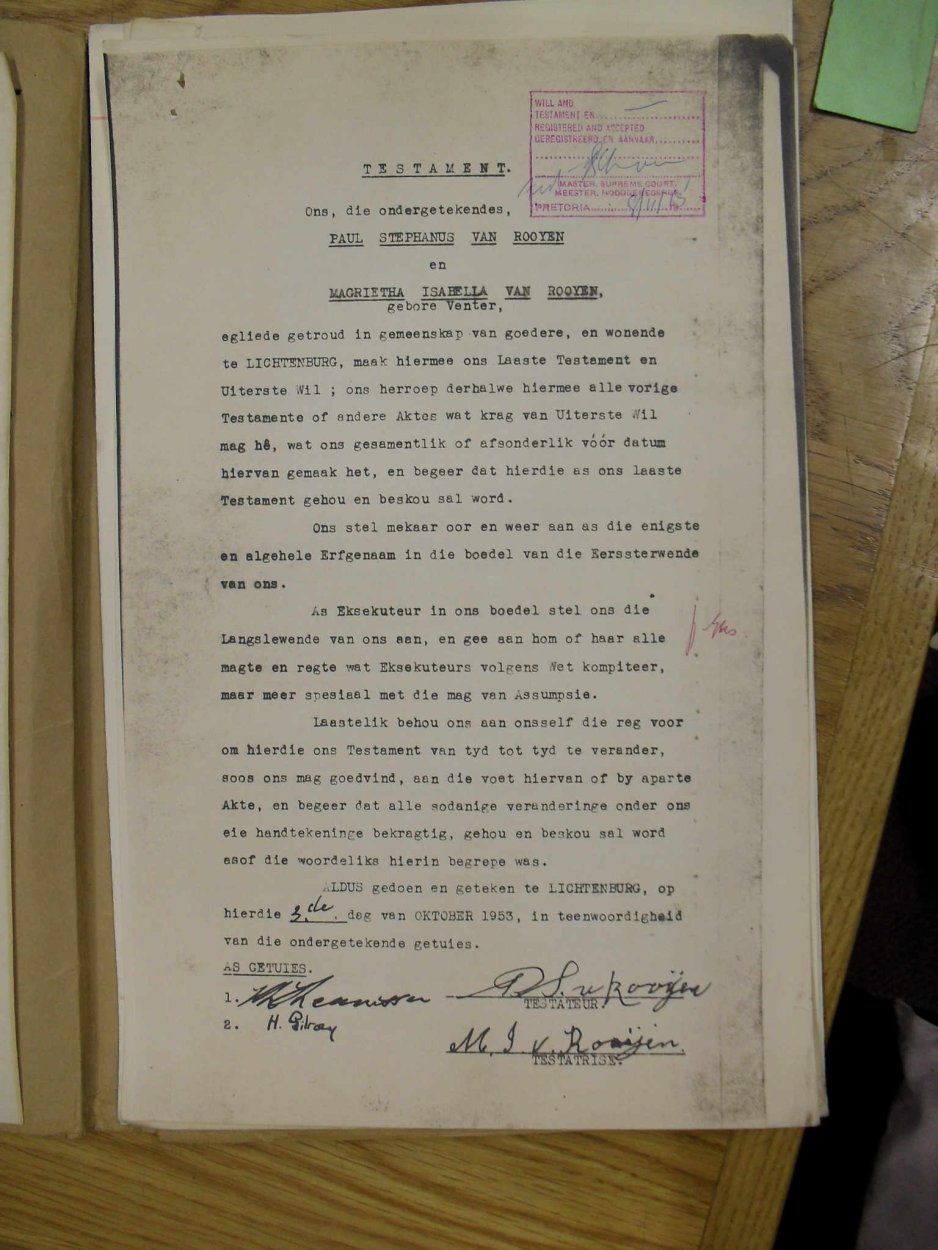 WILL AND
TESTAMENT EN
REGISTERED AND ACCEPTED
GEREGISTREERD EN AANVAAR
MASTER, SUPREME COURT.
MEESTER, HOOGGEREGSHOF
PRETORIA
TESTAMENT.
Ons, die ondergetekendes,
PAUL STEPHANUS VAN ROOYEN
en
MAGRIETHA ISABELLA VAN ROOYEN,
gebore Venter,
egliede getroud in gemeenskap van goedere, en wonende
te LICHTENBURG, maak hiermee ons Laaste Testament en
Uiterste Wil ; ons herroep derhalwe hiermee alle vorige
Testamente of andere Aktes wat krag van Uiterste Wil
mag hê, wat ons gesamentlik of afsonderlik vóór datum
hiervan gemaak het, en begeer dat hierdie as ons laaste
Testament gehou en beskou sal word.
Ons stel mekaar oor en weer aan as die enigste
en algehele Erfgenaam in die boedel van die Eerssterwende
van ons.
As Eksekuteur in ons boedel stel ons die
Langslewende van ons aan, en gee aan hom of haar alle
magte en regte wat Eksekuteurs volgens Wet kompiteer,
maar meer spesiaal met die mag van Assumpsie.
Laastelik behou ons aan onsself die reg voor
om hierdie ons Testament van tyd tot tyd te verander,
soos ons mag goedvind, aan die voet hiervan of by aparte
Akte, en begeer dat alle sodanige veranderinge onder ons
eie handtekeninge bekragtig, gehou en beskou sal word
asof die woordeliks hierin begrepe was.
ALDUS gedoen en geteken te LICHTENBURG, op
hierdie 3de. dag van OKTOBER 1953, in teenwoordigheid
van die ondergetekende getuies.
AS GETUIES.
1.
P S. v Rooijen
TESTATEUR.
2. H. Gilray
M. I v. Rooijen.
TESTATRISE.